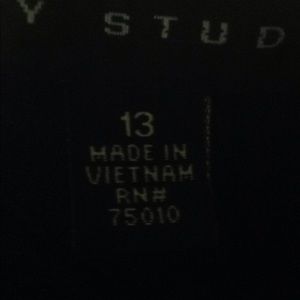 Y STUD
13
MADE IN
VIETNAM
RN#
75010